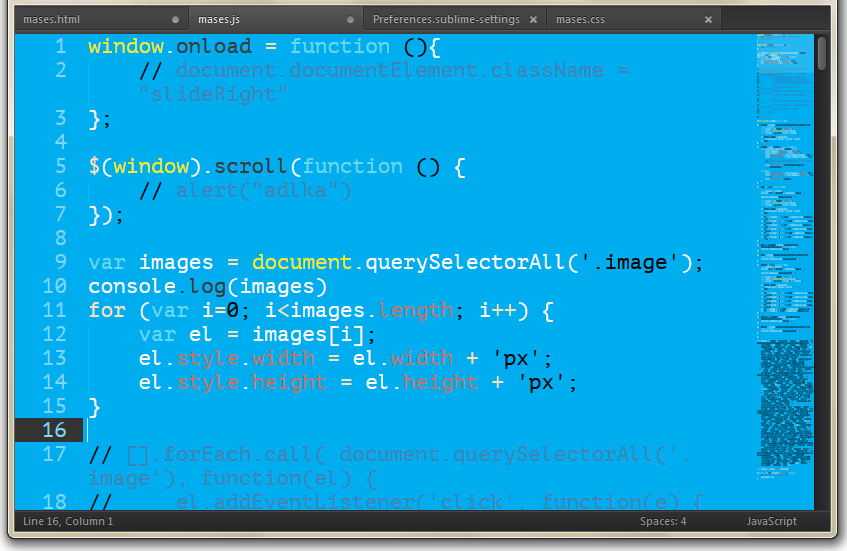 mases.html mases.js Preferences.sublime-settings mases.css
1 window.onload = function (){
2 // document.documentElement.className =
"slideRight"
3 };
4
5 $(window).scroll(function () {
6 // alert("adlka")
7 });
8
9 var images = document.querySelectorAll('.image');
10 console.log(images)
11 for (var i=0; i<images.length; i++) {
12 var el = images[i];
13 el.style.width = el.width + 'px';
14 el.style.height = el.height + 'px';
15 }
16
17 // [].forEach.call( document.querySelectorAll('.
image'), function(el) {
18 // el.addEventListener('click', function(e) {
Line 16, Column 1 Spaces: 4 JavaScript